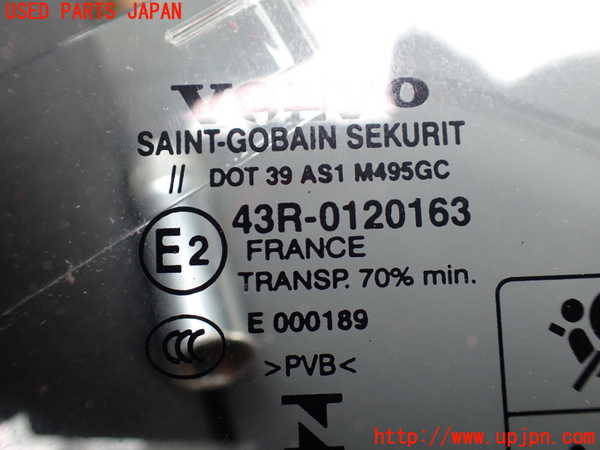 USED PARTS JAPAN
VOLVO
SAINT-GOBAIN SEKURIT
// DOT 39 AS1 M495GC
E2 43R-0120163
FRANCE
TRANSP. 70% min.
CCC E 000189
>PVB<
http://www.upjpn.com/